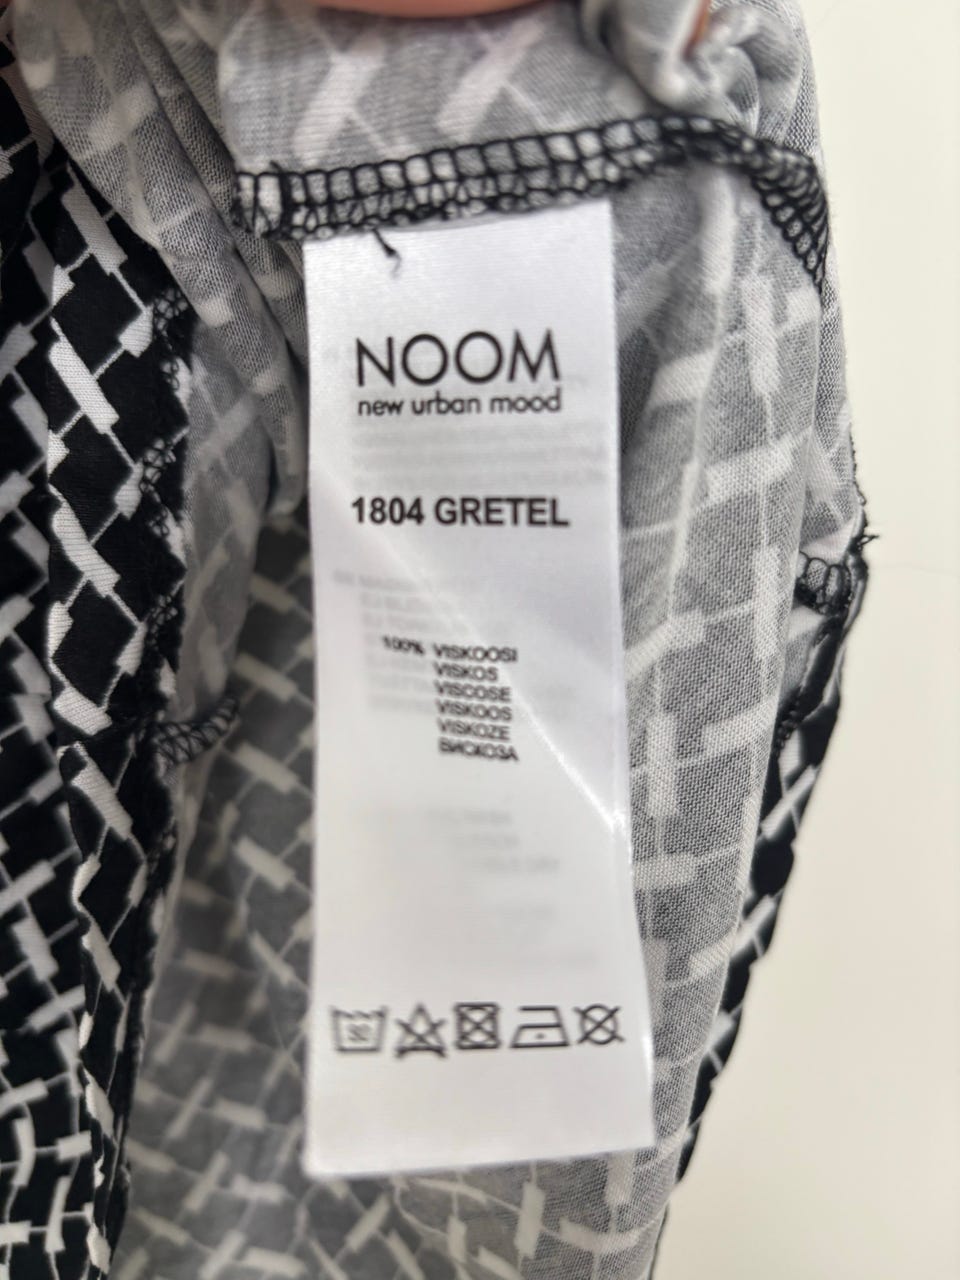 NOOM
new urban mood
1804 GRETEL
100% VISKOOSI
VISKOS
VISCOSE
VISKOOS
VISKOZE
ВИСКОЗА